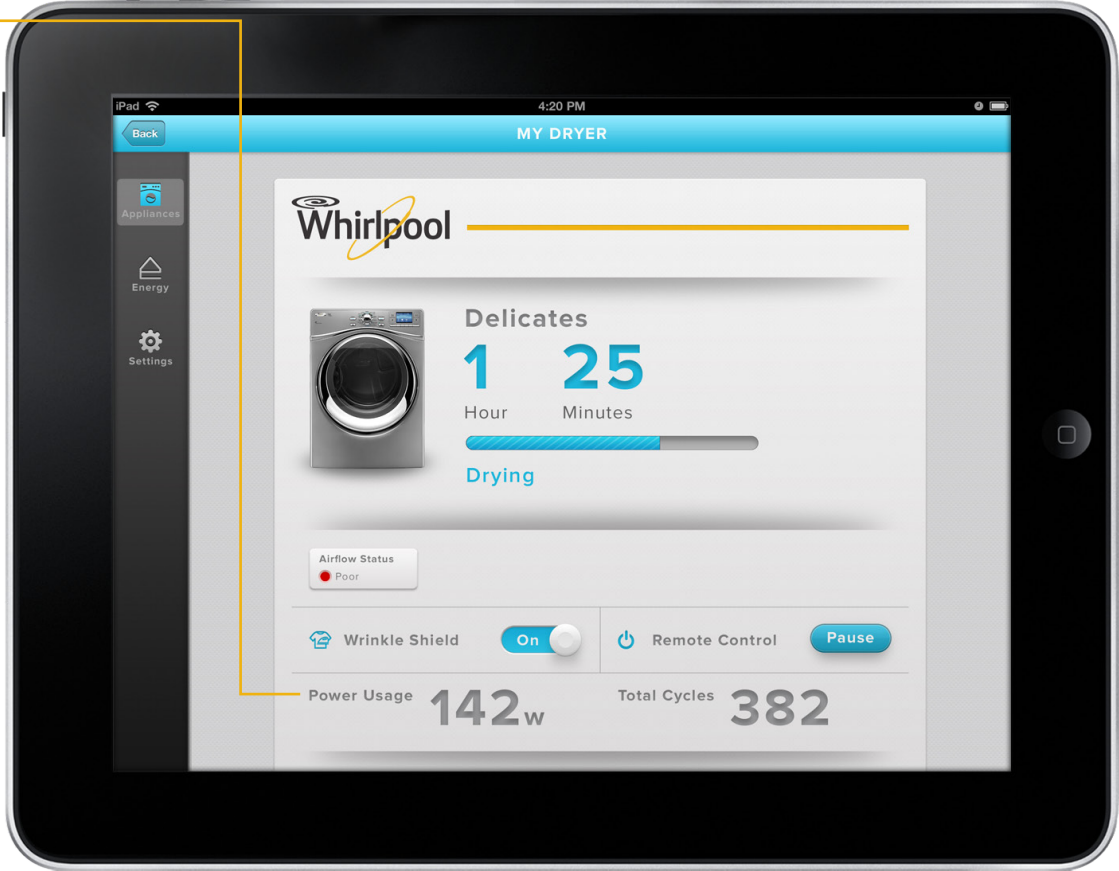 iPad 4:20 PM
Back MY DRYER
Appliances
Energy
Settings
Whirlpool
Delicates
1 25
Hour Minutes
Drying
Airflow Status
Poor
Wrinkle Shield On Remote Control Pause
Power Usage 142w Total Cycles 382